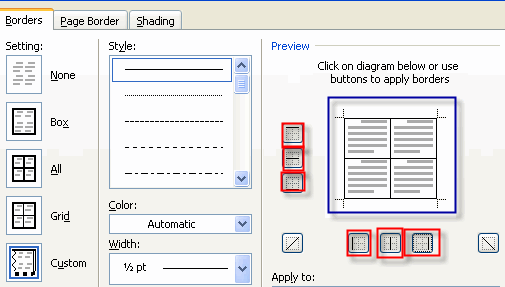 Borders Page Border Shading
Setting:
None
Box
All
Grid
Custom
Style:
Color:
Automatic
Width:
½ pt
Preview
Click on diagram below or use
buttons to apply borders
Apply to: